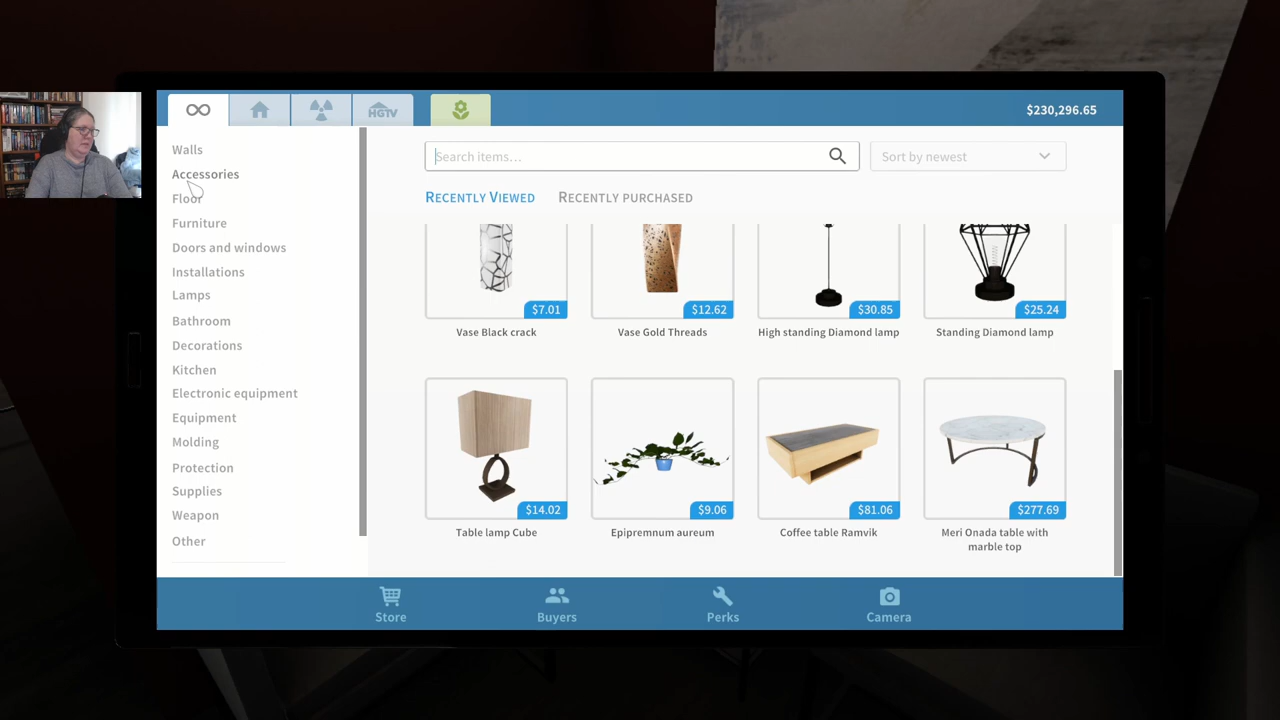 HGTV
$230,296.65
Walls
Accessories
Floor
Furniture
Doors and windows
Installations
Lamps
Bathroom
Decorations
Kitchen
Electronic equipment
Equipment
Molding
Protection
Supplies
Weapon
Other
Search items...
Sort by newest
RECENTLY VIEWED
RECENTLY PURCHASED
$7.01
$12.62
$30.85
$25.24
Vase Black crack
Vase Gold Threads
High standing Diamond lamp
Standing Diamond lamp
$14.02
$9.06
$81.06
$277.69
Table lamp Cube
Epipremnum aureum
Coffee table Ramvik
Meri Onada table with
marble top
Store
Buyers
Perks
Camera